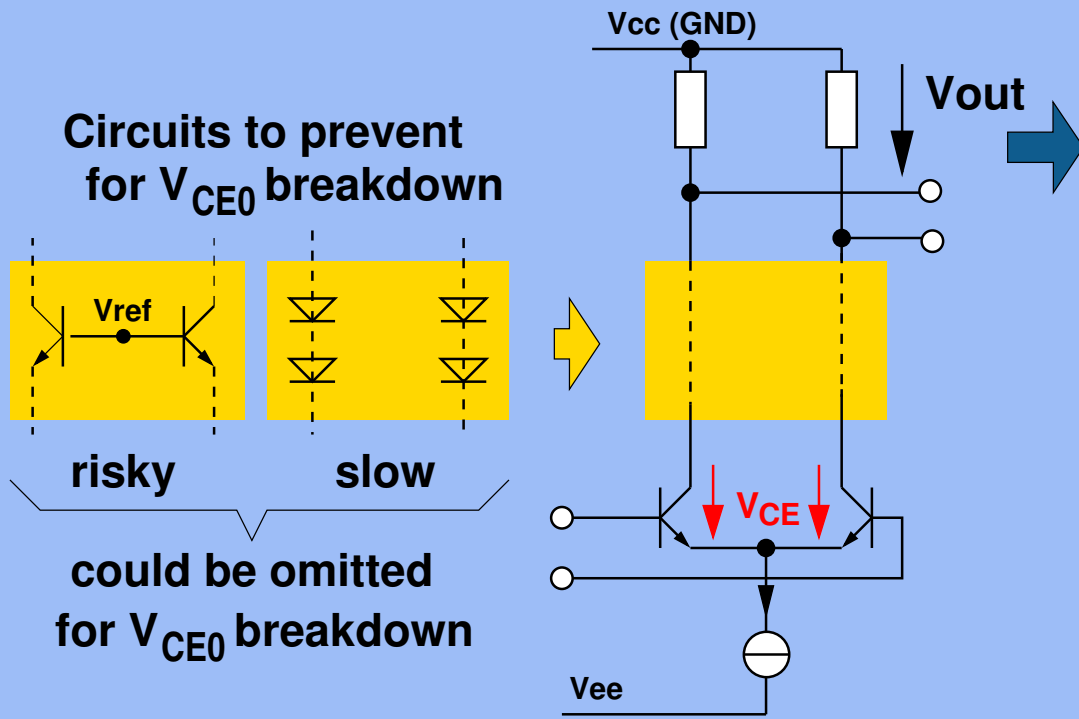 Vcc (GND)
Vout
Circuits to prevent
for VCE0 breakdown
Vref
risky
slow
VCE
could be omitted
for VCE0 breakdown
Vee